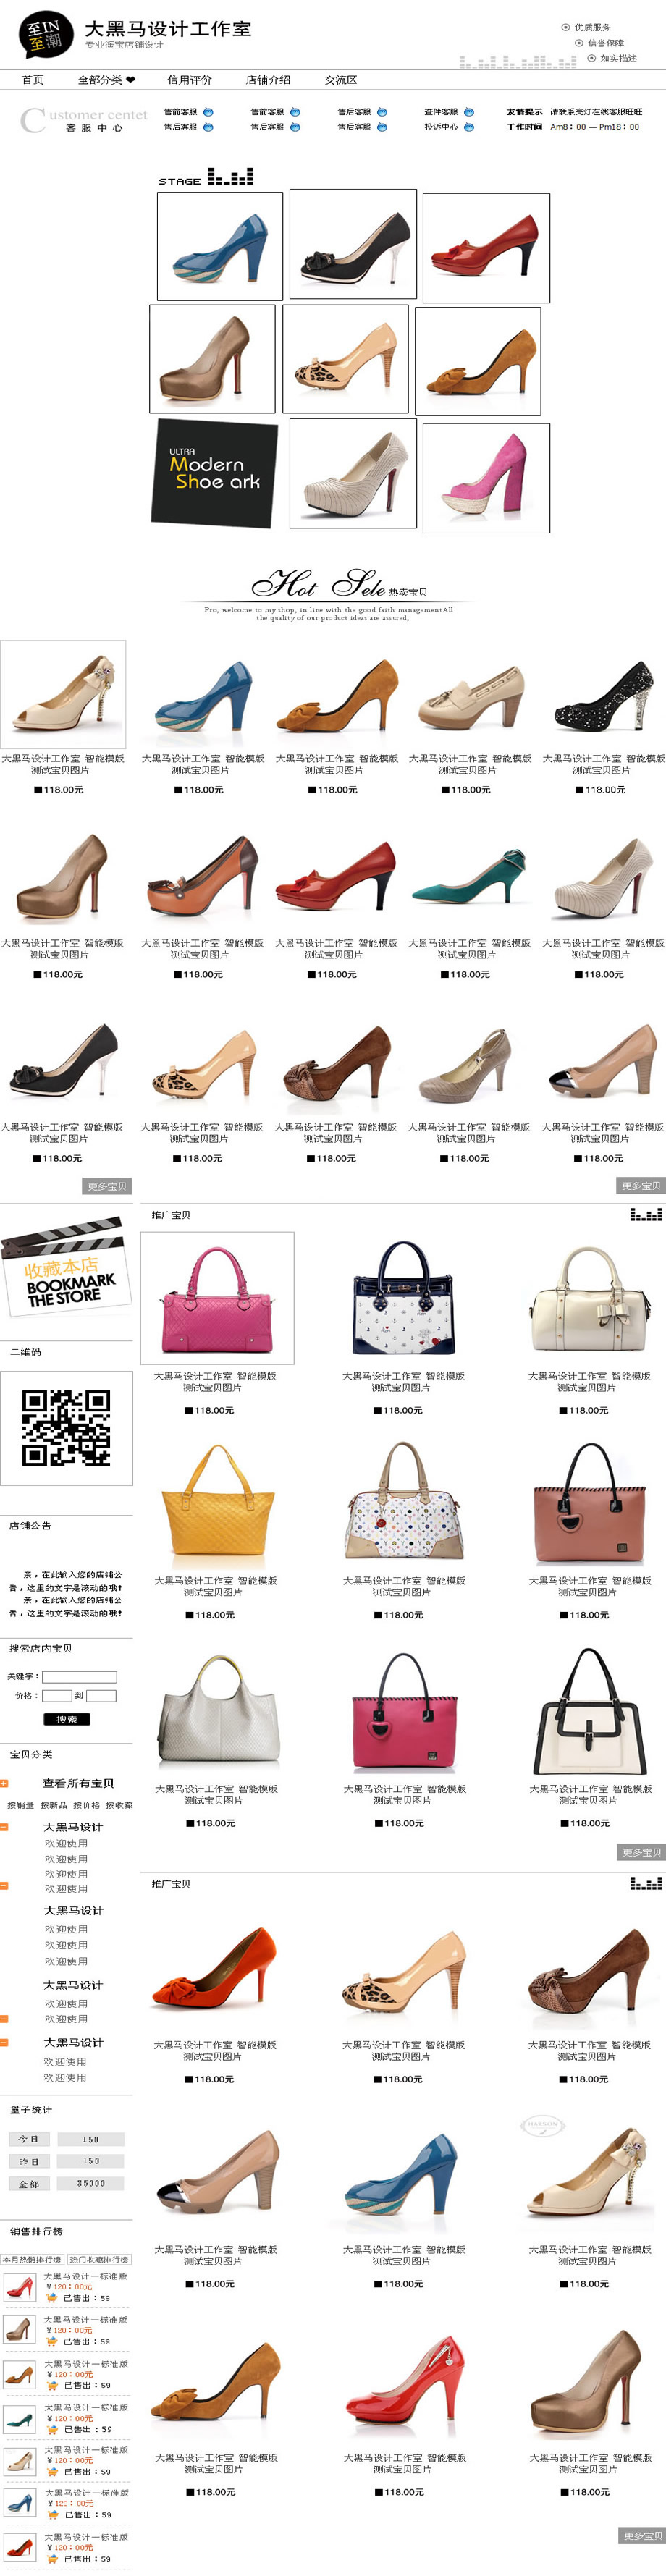 至IN
至潮
大黑马设计工作室
专业淘宝店铺设计
优质服务
信誉保障
如实描述
首页 全部分类 ❤ 信用评价 店铺介绍 交流区
Customer centet
客服中心
售前客服 售前客服 售后客服 查件客服 友情提示 请联系亮灯在线客服旺旺
售后客服 售后客服 售后客服 投诉中心 工作时间 Am8：00 — Pm18：00
STAGE
ULTRA
Modern
Shoe ark
Hot Sele 热卖宝贝
Pro, welcome to my shop, in line with the good faith managementAll
the quality of our product ideas are assured,
大黑马设计工作室 智能模版 大黑马设计工作室 智能模版 大黑马设计工作室 智能模版 大黑马设计工作室 智能模版 大黑马设计工作室 智能模版
测试宝贝图片 测试宝贝图片 测试宝贝图片 测试宝贝图片 测试宝贝图片
■118.00元 ■118.00元 ■118.00元 ■118.00元 ■118.00元
大黑马设计工作室 智能模版 大黑马设计工作室 智能模版 大黑马设计工作室 智能模版 大黑马设计工作室 智能模版 大黑马设计工作室 智能模版
测试宝贝图片 测试宝贝图片 测试宝贝图片 测试宝贝图片 测试宝贝图片
■118.00元 ■118.00元 ■118.00元 ■118.00元 ■118.00元
大黑马设计工作室 智能模版 大黑马设计工作室 智能模版 大黑马设计工作室 智能模版 大黑马设计工作室 智能模版 大黑马设计工作室 智能模版
测试宝贝图片 测试宝贝图片 测试宝贝图片 测试宝贝图片 测试宝贝图片
■118.00元 ■118.00元 ■118.00元 ■118.00元 ■118.00元
更多宝贝 更多宝贝
收藏本店
BOOKMARK
THE STORE
二维码
店铺公告
亲，在此输入您的店铺公
告，这里的文字是滚动的哦！
亲，在此输入您的店铺公
告，这里的文字是滚动的哦！
搜索店内宝贝
关键字：
价格： 到
搜索
宝贝分类
查看所有宝贝
按销量 按新品 按价格 按收藏
大黑马设计
欢迎使用
欢迎使用
欢迎使用
欢迎使用
大黑马设计
欢迎使用
欢迎使用
欢迎使用
大黑马设计
欢迎使用
欢迎使用
大黑马设计
欢迎使用
欢迎使用
量子统计
今日 150
昨日 150
全部 35000
销售排行榜
本月热销排行榜 热门收藏排行榜
大黑马设计一标准版
￥120：00元
已售出：59
大黑马设计一标准版
￥120：00元
已售出：59
大黑马设计一标准版
￥120：00元
已售出：59
大黑马设计一标准版
￥120：00元
已售出：59
大黑马设计一标准版
￥120：00元
已售出：59
大黑马设计一标准版
￥120：00元
已售出：59
大黑马设计一标准版
￥120：00元
已售出：59
推广宝贝
大黑马设计工作室 智能模版 大黑马设计工作室 智能模版 大黑马设计工作室 智能模版
测试宝贝图片 测试宝贝图片 测试宝贝图片
■118.00元 ■118.00元 ■118.00元
大黑马设计工作室 智能模版 大黑马设计工作室 智能模版 大黑马设计工作室 智能模版
测试宝贝图片 测试宝贝图片 测试宝贝图片
■118.00元 ■118.00元 ■118.00元
大黑马设计工作室 智能模版 大黑马设计工作室 智能模版 大黑马设计工作室 智能模版
测试宝贝图片 测试宝贝图片 测试宝贝图片
■118.00元 ■118.00元 ■118.00元
更多宝贝
推广宝贝
大黑马设计工作室 智能模版 大黑马设计工作室 智能模版 大黑马设计工作室 智能模版
测试宝贝图片 测试宝贝图片 测试宝贝图片
■118.00元 ■118.00元 ■118.00元
大黑马设计工作室 智能模版 大黑马设计工作室 智能模版 大黑马设计工作室 智能模版
测试宝贝图片 测试宝贝图片 测试宝贝图片
■118.00元 ■118.00元 ■118.00元
大黑马设计工作室 智能模版 大黑马设计工作室 智能模版 大黑马设计工作室 智能模版
测试宝贝图片 测试宝贝图片 测试宝贝图片
■118.00元 ■118.00元 ■118.00元
更多宝贝